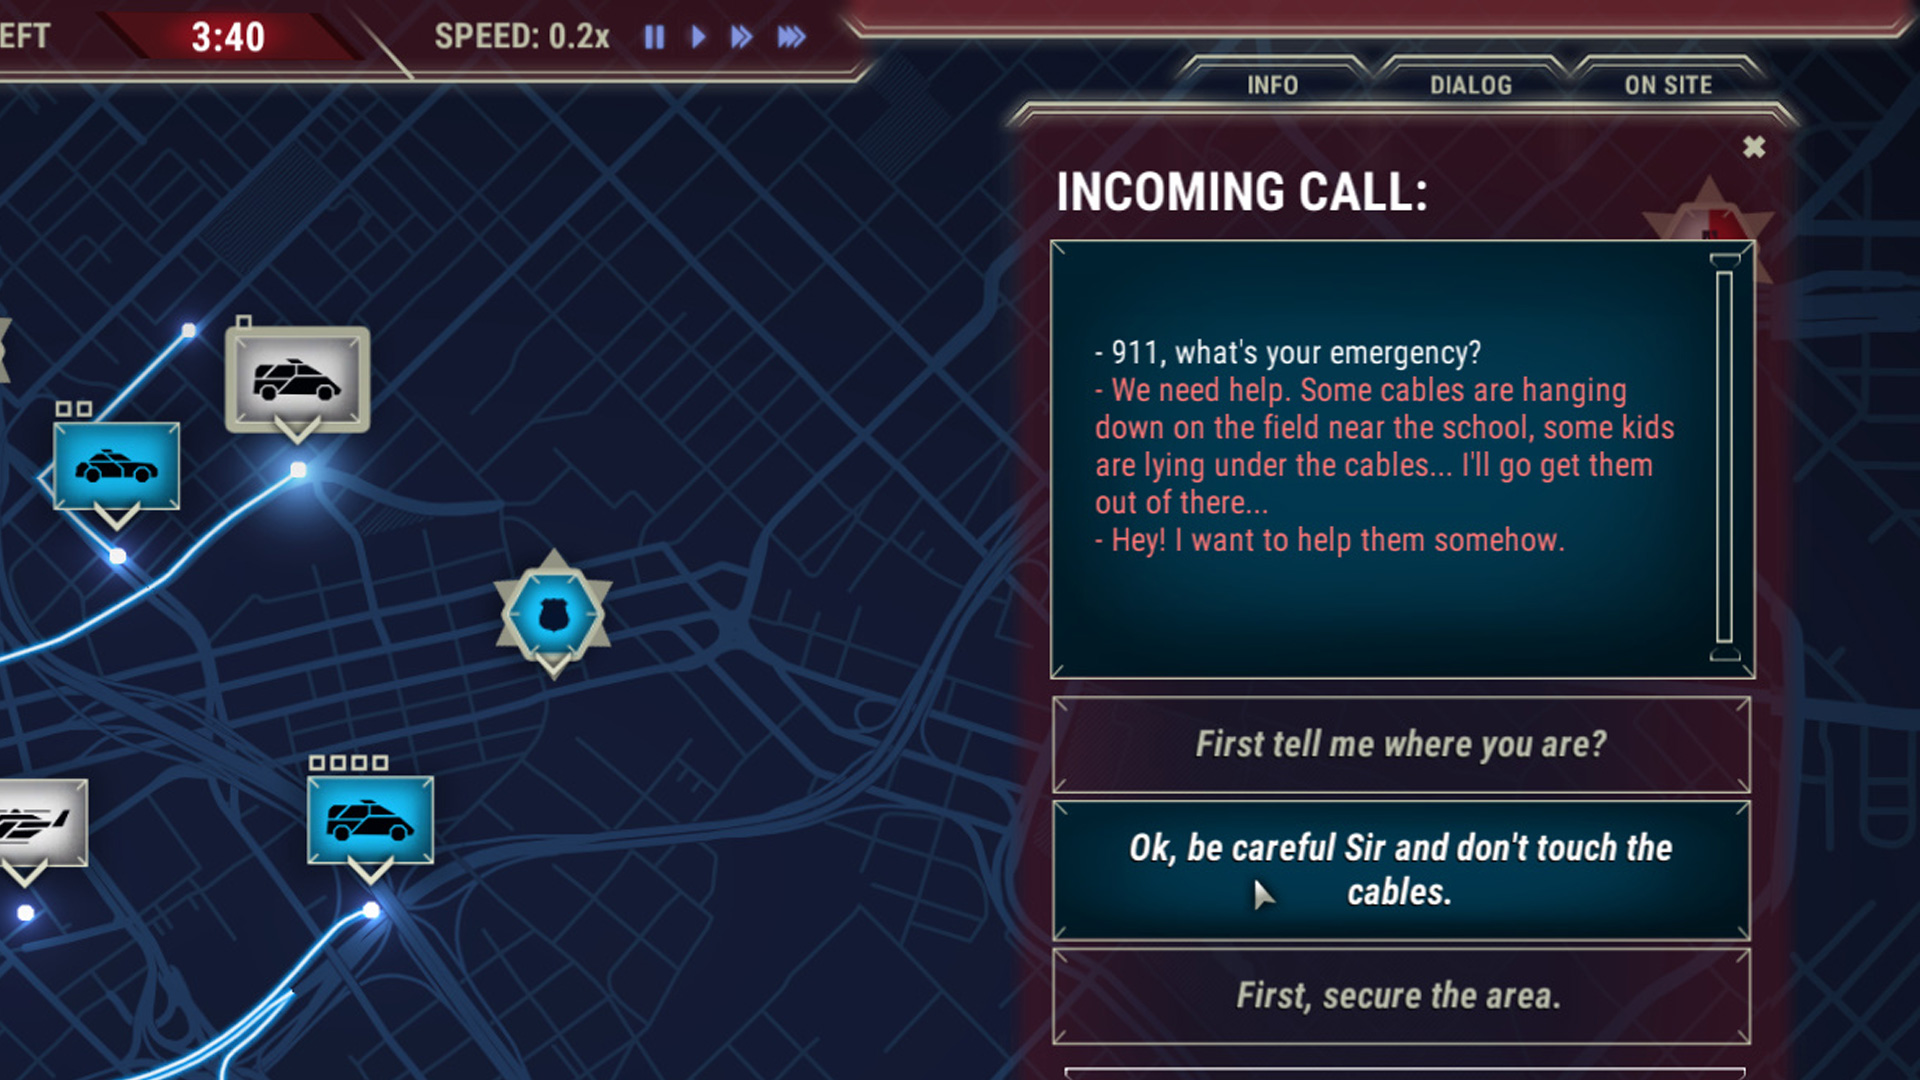 EFT
3:40
SPEED: 0.2x
INFO
DIALOG
ON SITE
INCOMING CALL:
- 911, what's your emergency?
- We need help. Some cables are hanging
down on the field near the school, some kids
are lying under the cables... I'll go get them
out of there...
- Hey! I want to help them somehow.
First tell me where you are?
Ok, be careful Sir and don't touch the
cables.
First, secure the area.